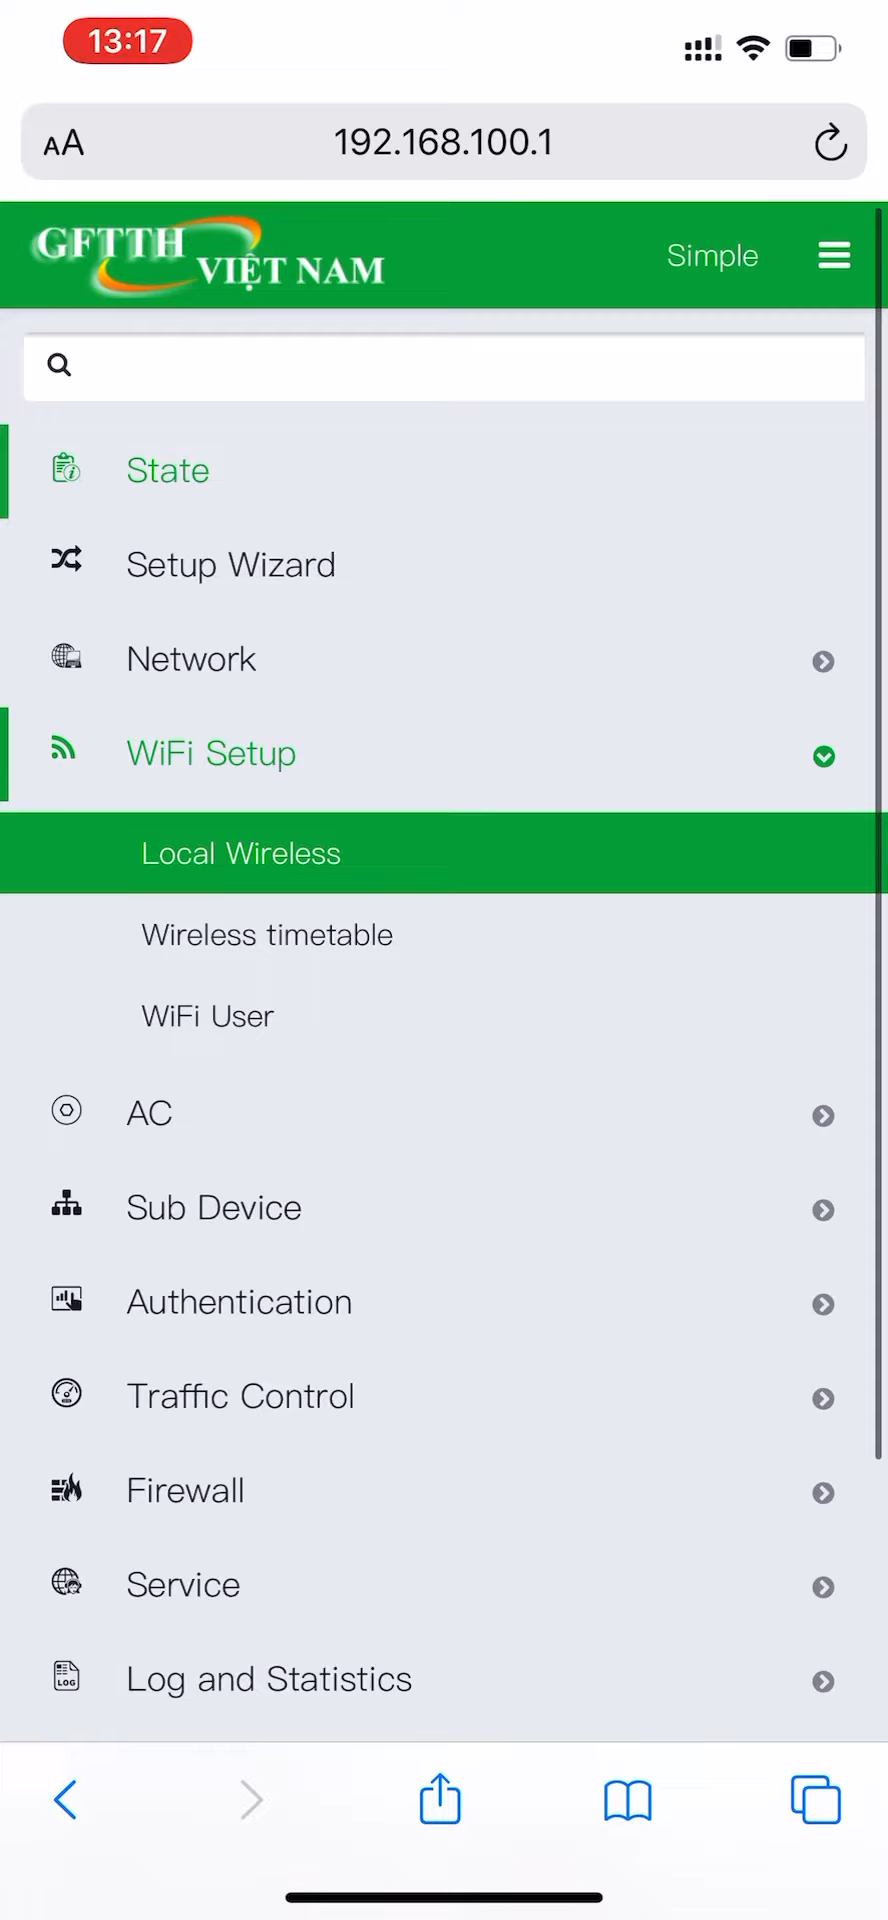 13:17
AA
192.168.100.1
GFTTH
VIỆT NAM
Simple
State
Setup Wizard
Network
WiFi Setup
Local Wireless
Wireless timetable
WiFi User
AC
Sub Device
Authentication
Traffic Control
Firewall
Service
LOG
Log and Statistics